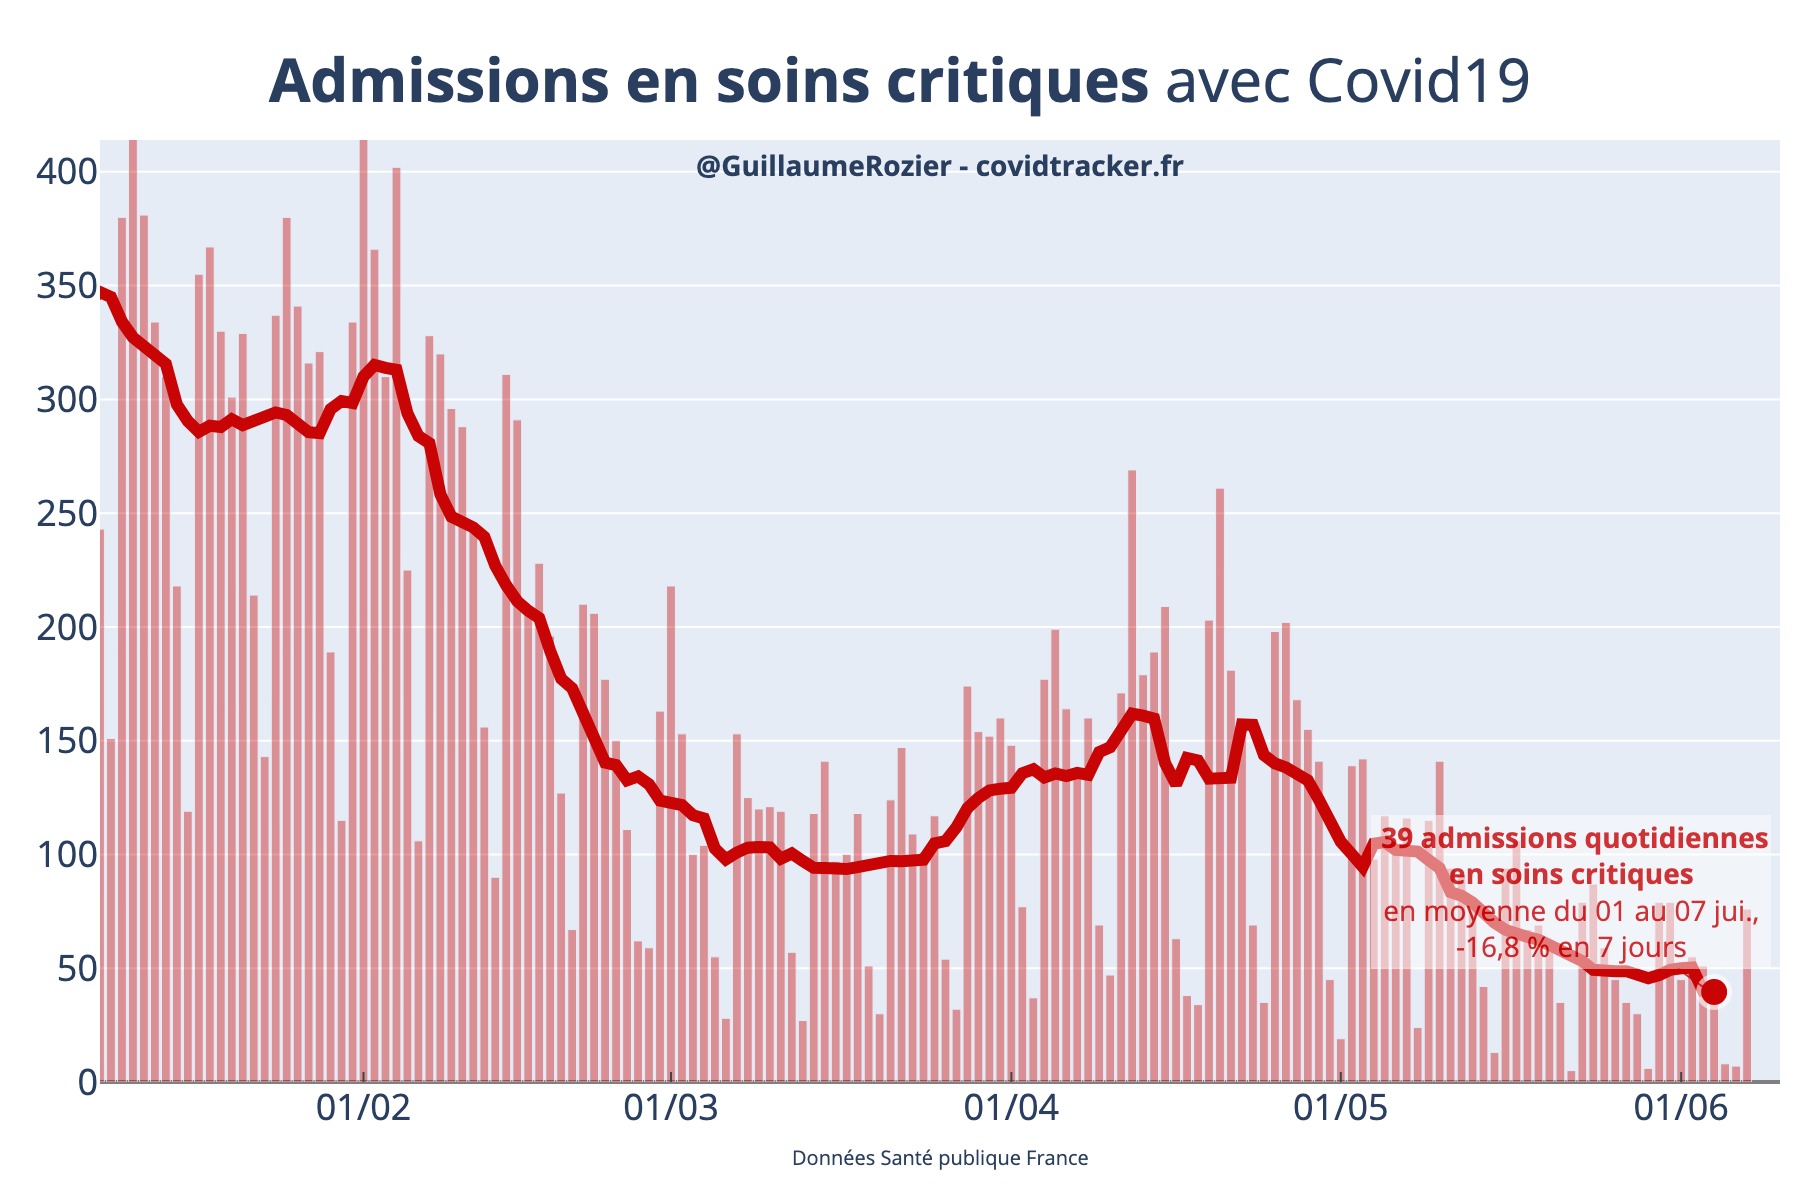 Admissions en soins critiques avec Covid19
@GuillaumeRozier - covidtracker.fr
400
350
300
250
200
150
100
50
0
39 admissions quotidiennes
en soins critiques
en moyenne du 01 au 07 jui.,
-16,8 % en 7 jours
01/02
01/03
01/04
01/05
01/06
Données Santé publique France